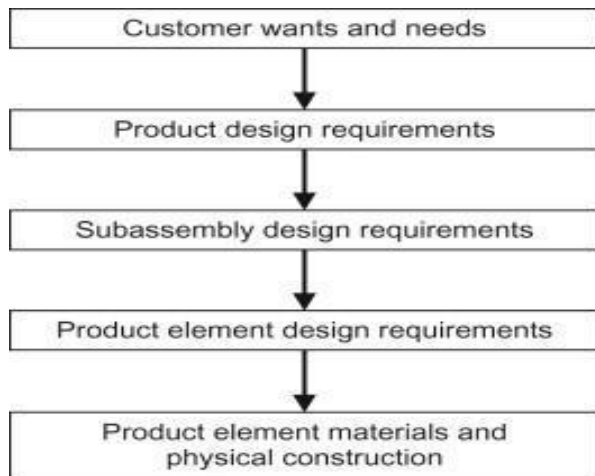 Customer wants and needs
Product design requirements
Subassembly design requirements
Product element design requirements
Product element materials and
physical construction